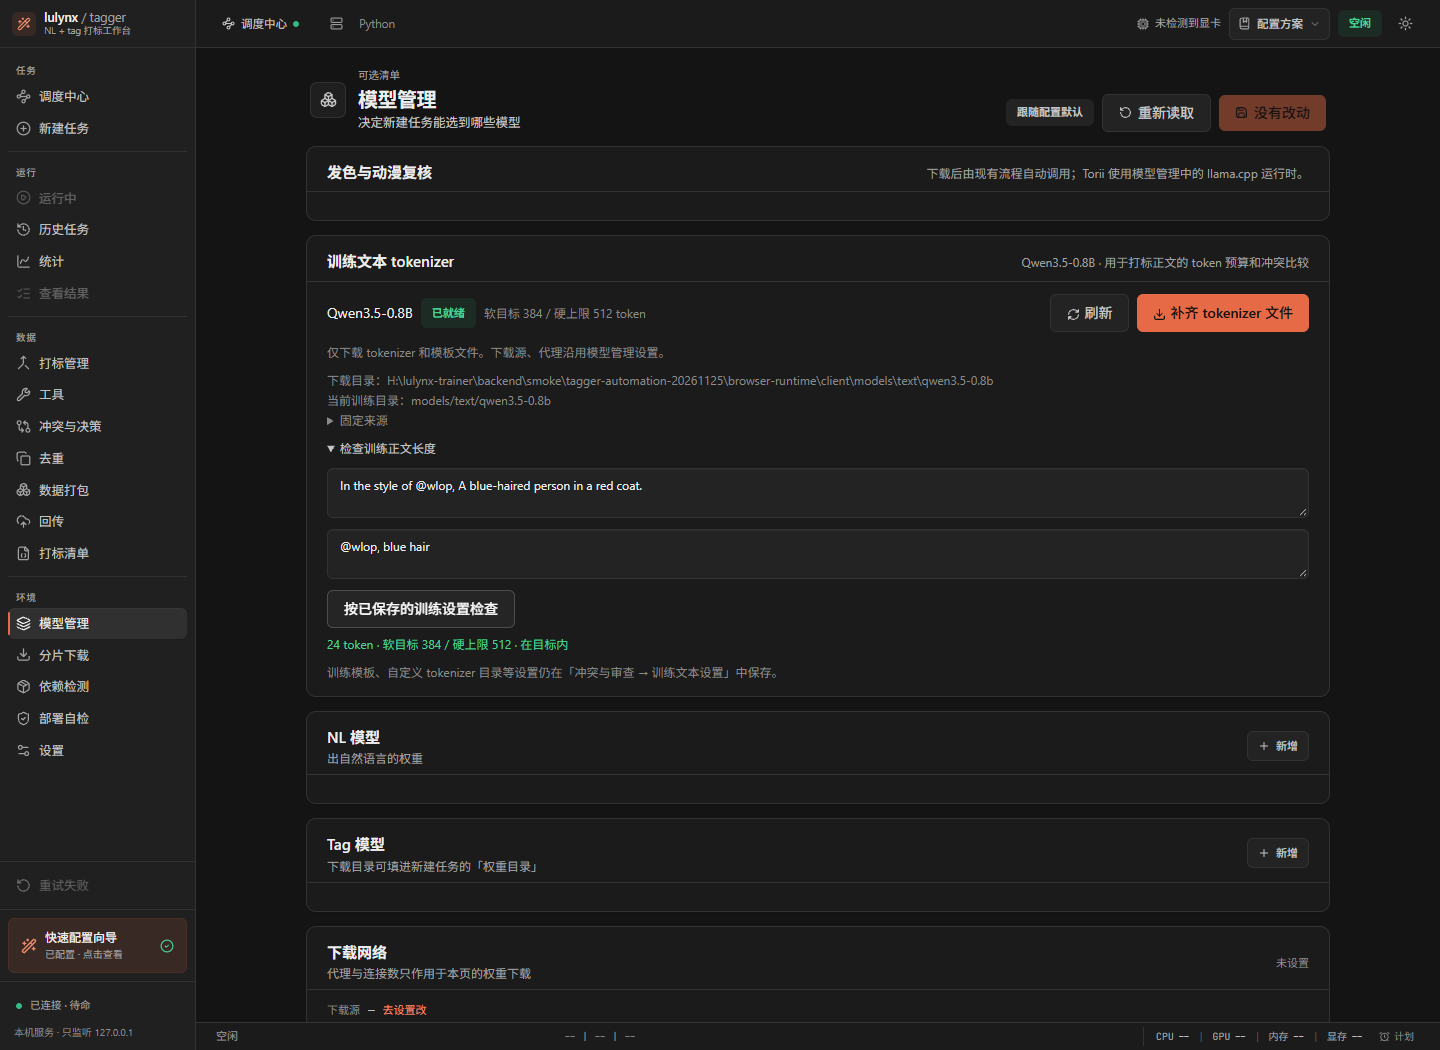 lulynx / tagger
NL + tag 打标工作台
任务
调度中心
新建任务
运行
运行中
历史任务
统计
查看结果
数据
打标管理
工具
冲突与决策
去重
数据打包
回传
打标清单
环境
模型管理
分片下载
依赖检测
部署自检
设置
重试失败
快速配置向导
已配置 · 点击查看
已连接 · 待命
本机服务 · 只监听 127.0.0.1
调度中心
Python
未检测到显卡
配置方案
空闲
可选清单
模型管理
决定新建任务能选到哪些模型
跟随配置默认
重新读取
没有改动
发色与动漫复核
下载后由现有流程自动调用；Torii 使用模型管理中的 llama.cpp 运行时。
训练文本 tokenizer
Qwen3.5-0.8B · 用于打标正文的 token 预算和冲突比较
Qwen3.5-0.8B 已就绪 软目标 384 / 硬上限 512 token
刷新
补齐 tokenizer 文件
仅下载 tokenizer 和模板文件。下载源、代理沿用模型管理设置。
下载目录：H:\lulynx-trainer\backend\smoke\tagger-automation-20261125\browser-runtime\client\models\text\qwen3.5-0.8b
当前训练目录：models/text/qwen3.5-0.8b
▶ 固定来源
▼ 检查训练正文长度
In the style of @wlop, A blue-haired person in a red coat.
@wlop, blue hair
按已保存的训练设置检查
24 token · 软目标 384 / 硬上限 512 · 在目标内
训练模板、自定义 tokenizer 目录等设置仍在「冲突与审查 → 训练文本设置」中保存。
NL 模型
出自然语言的权重
+ 新增
Tag 模型
下载目录可填进新建任务的「权重目录」
+ 新增
下载网络
代理与连接数只作用于本页的权重下载
未设置
下载源 — 去设置改
空闲
-- | -- | --
CPU -- | GPU -- | 内存 -- | 显存 -- 计划